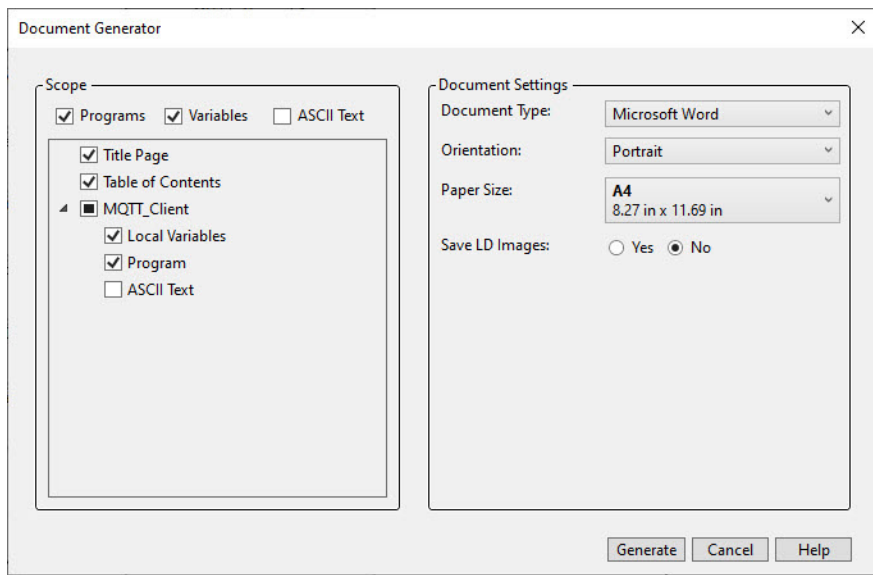 Document Generator
Scope
Programs Variables ASCII Text
Title Page
Table of Contents
MQTT_Client
Local Variables
Program
ASCII Text
Document Settings
Document Type: Microsoft Word
Orientation: Portrait
Paper Size: A4
8.27 in x 11.69 in
Save LD Images: Yes No
Generate Cancel Help